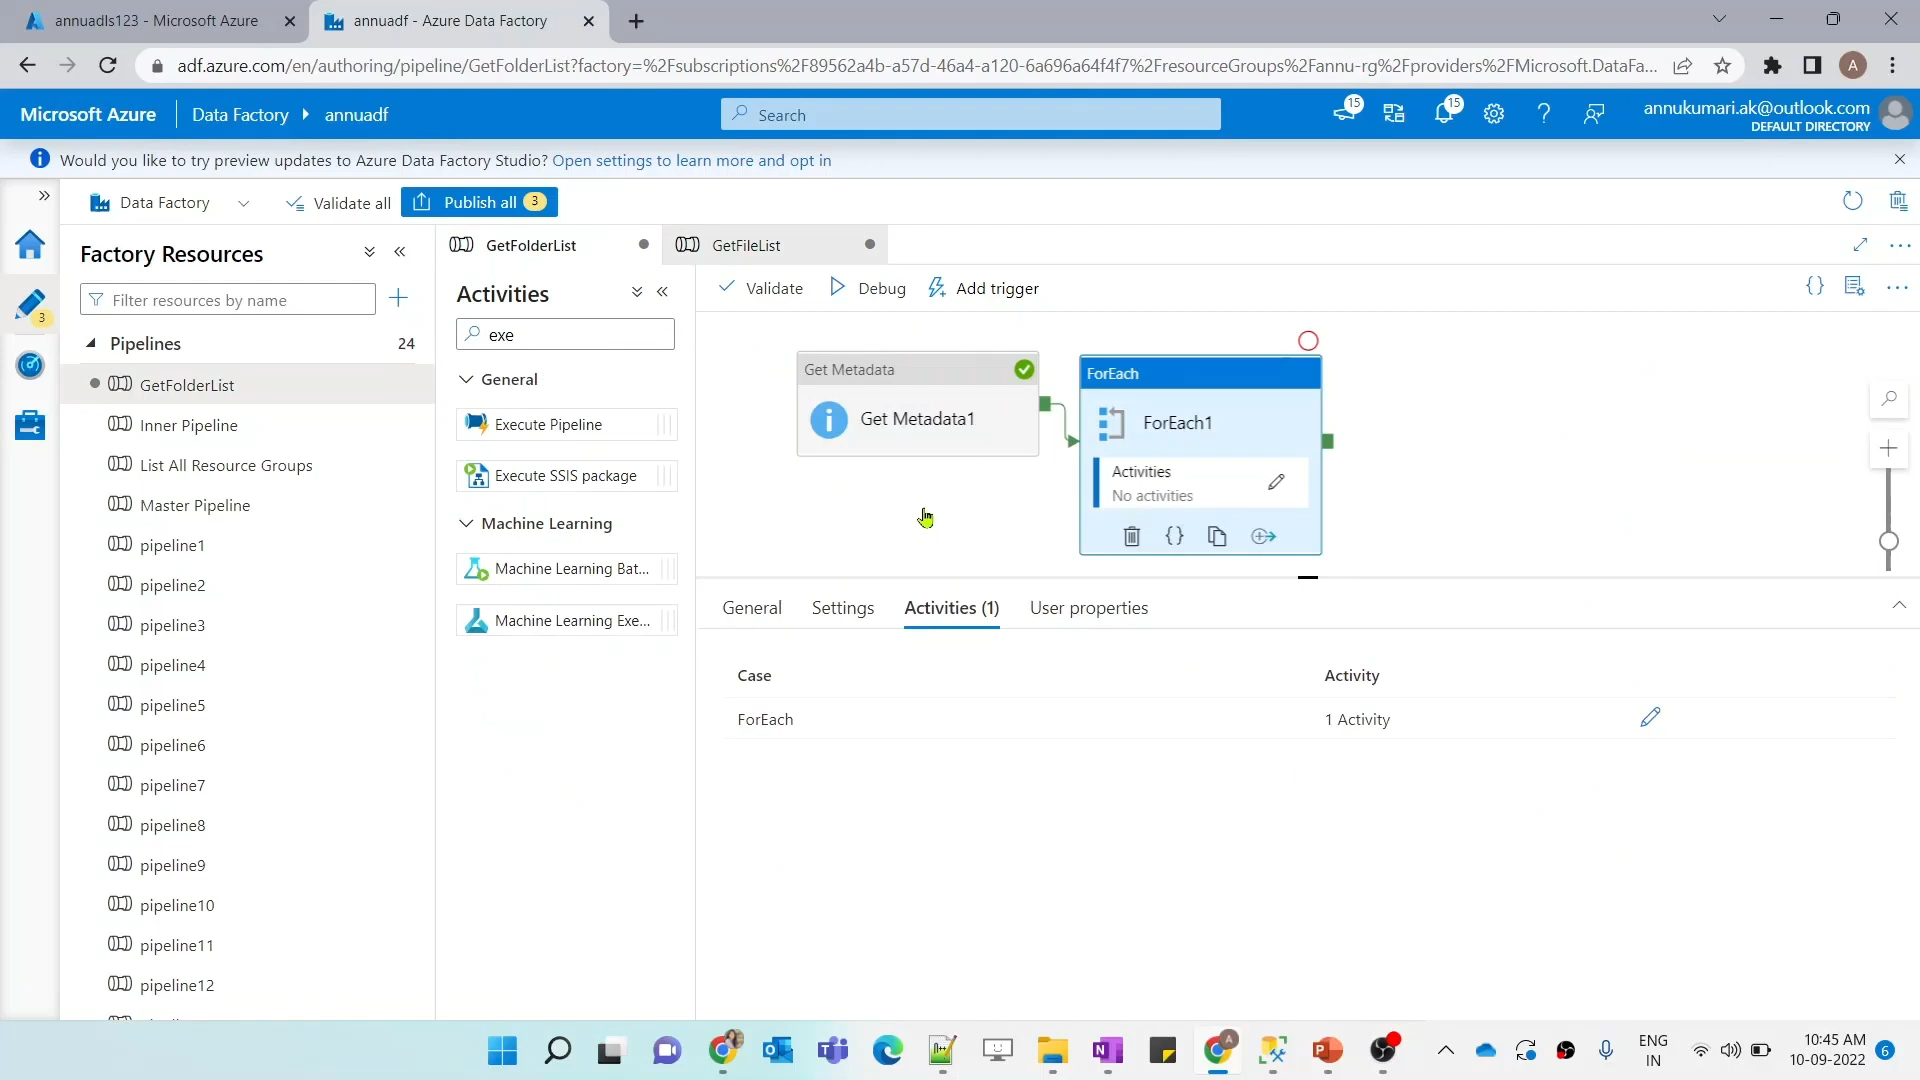 annuadls123 - Microsoft Azure
annuadf - Azure Data Factory
adf.azure.com/en/authoring/pipeline/GetFolderList?factory=%2Fsubscriptions%2F89562a4b-a57d-46a4-a120-6a696a64f4f7%2FresourceGroups%2Fannu-rg%2Fproviders%2FMicrosoft.DataFa...
A
Microsoft Azure
Data Factory
annuadf
Search
15
15
annukumari.ak@outlook.com
DEFAULT DIRECTORY
Would you like to try preview updates to Azure Data Factory Studio? Open settings to learn more and opt in
Data Factory
Validate all
Publish all 3
Factory Resources
Filter resources by name
3
Pipelines 24
GetFolderList
Inner Pipeline
List All Resource Groups
Master Pipeline
pipeline1
pipeline2
pipeline3
pipeline4
pipeline5
pipeline6
pipeline7
pipeline8
pipeline9
pipeline10
pipeline11
pipeline12
GetFolderList
GetFileList
Activities
exe
General
Execute Pipeline
Execute SSIS package
Machine Learning
Machine Learning Bat...
Machine Learning Exe...
Validate
Debug
Add trigger
Get Metadata
Get Metadata1
ForEach
ForEach1
Activities
No activities
General
Settings
Activities (1)
User properties
Case
Activity
ForEach
1 Activity
A
ENG
IN
10:45 AM
10-09-2022
6